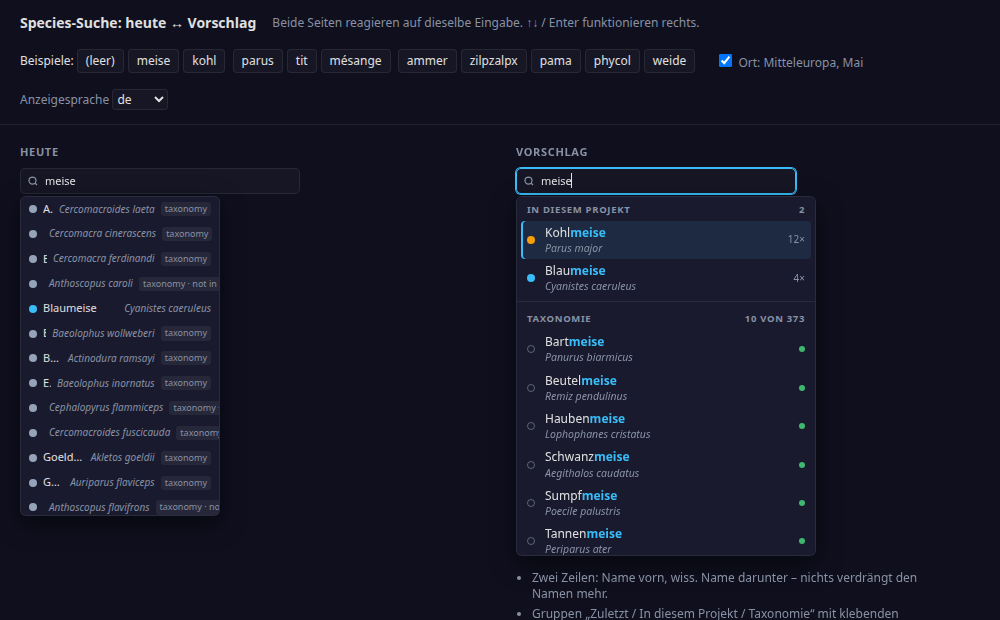 Species-Suche: heute ↔ Vorschlag Beide Seiten reagieren auf dieselbe Eingabe. ↑↓ / Enter funktionieren rechts.
Beispiele: (leer) meise kohl parus tit mésange ammer zilpzalpx pama phycol weide Ort: Mitteleuropa, Mai
Anzeigesprache de
HEUTE
meise
A. Cercomacroides laeta taxonomy
Cercomacra cinerascens taxonomy
Cercomacra ferdinandi taxonomy
Anthoscopus caroli taxonomy · not in
Blaumeise Cyanistes caeruleus
Baeolophus wollweberi taxonomy
B... Actinodura ramsayi taxonomy
E. Baeolophus inornatus taxonomy
Cephalopyrus flammiceps taxonomy
Cercomacroides fuscicauda taxonomy
Goeld... Akletos goeldii taxonomy
G... Auriparus flaviceps taxonomy
Anthoscopus flavifrons taxonomy · no
VORSCHLAG
meise
IN DIESEM PROJEKT 2
Kohlmeise 12×
Parus major
Blaumeise 4×
Cyanistes caeruleus
TAXONOMIE 10 VON 373
Bartmeise
Panurus biarmicus
Beutelmeise
Remiz pendulinus
Haubenmeise
Lophophanes cristatus
Schwanzmeise
Aegithalos caudatus
Sumpfmeise
Poecile palustris
Tannenmeise
Periparus ater
• Zwei Zeilen: Name vorn, wiss. Name darunter – nichts verdrängt den
Namen mehr.
• Gruppen „Zuletzt / In diesem Projekt / Taxonomie“ mit klebenden